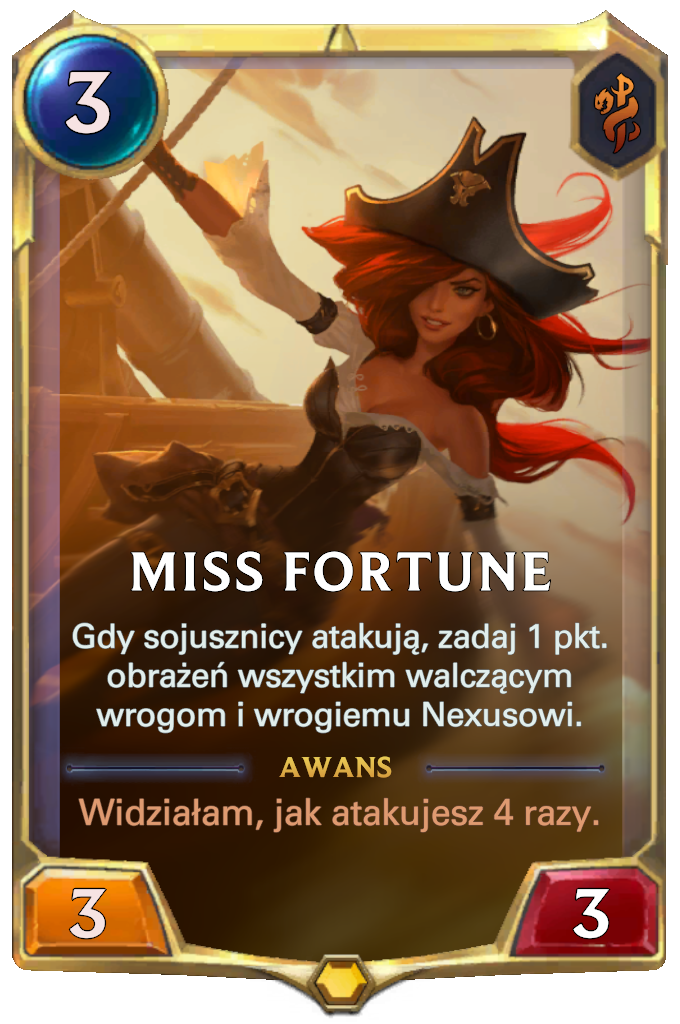 3
MISS FORTUNE
Gdy sojusznicy atakują, zadaj 1 pkt.
obrażeń wszystkim walczącym
wrogom i wrogiemu Nexusowi.
AWANS
Widziałam, jak atakujesz 4 razy.
3
3